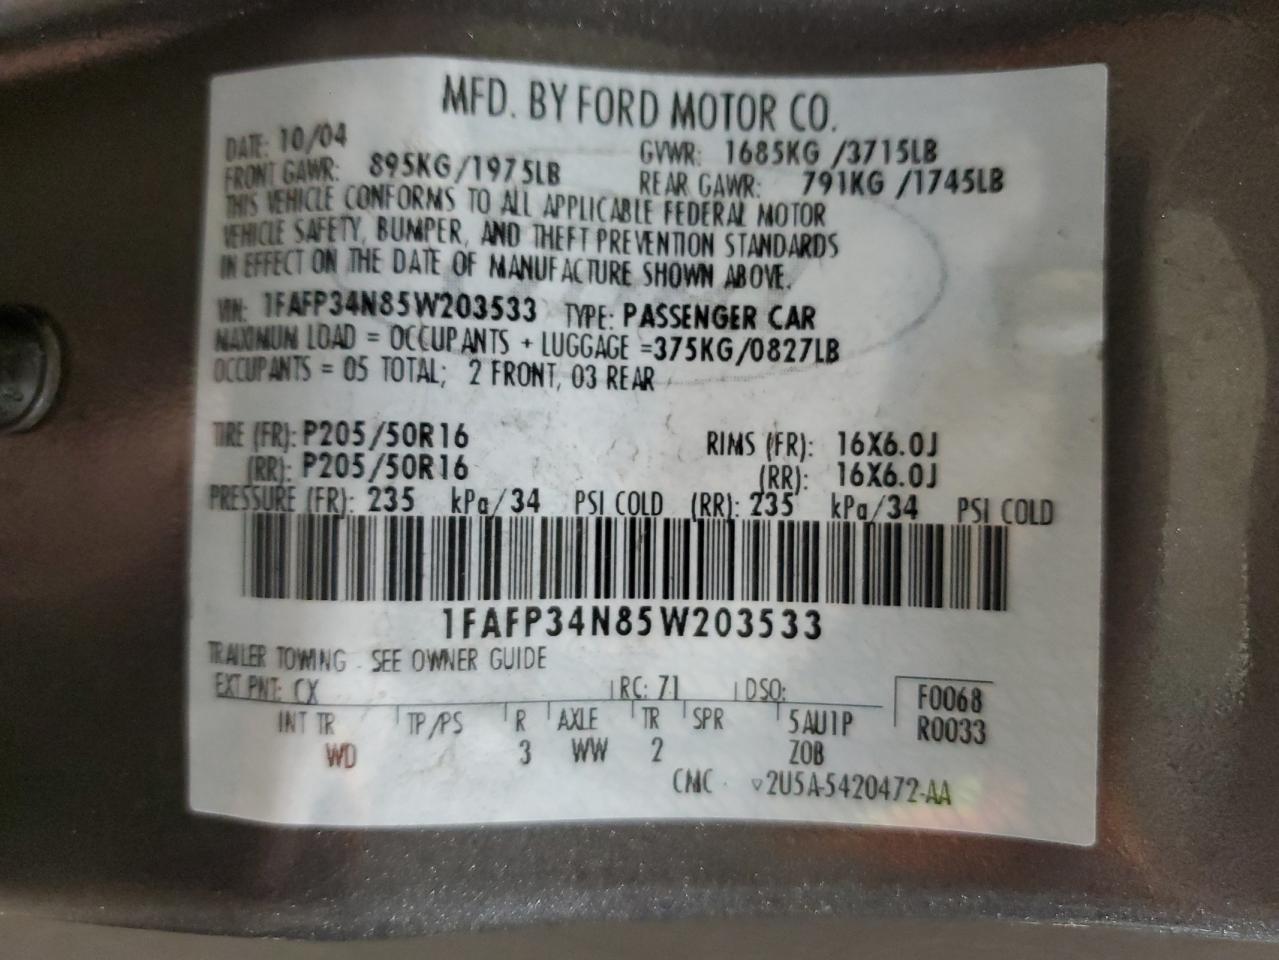 MFD. BY FORD MOTOR CO.
DATE: 10/04 GVWR: 1685KG /3715LB
FRONT GAWR: 895KG/1975LB REAR GAWR: 791KG /1745LB
THIS VEHICLE CONFORMS TO ALL APPLICABLE FEDERAL MOTOR
VEHICLE SAFETY, BUMPER, AND THEFT PREVENTION STANDARDS
IN EFFECT ON THE DATE OF MANUFACTURE SHOWN ABOVE.
VIN: 1FAFP34N85W203533 TYPE: PASSENGER CAR
MAXIMUM LOAD = OCCUPANTS + LUGGAGE =375KG/0827LB
OCCUPANTS = 05 TOTAL; 2 FRONT, 03 REAR
TIRE (FR): P205/50R16 RIMS (FR): 16X6.0J
(RR): P205/50R16 (RR): 16X6.0J
PRESSURE (FR): 235 kPa/34 PSI COLD (RR): 235 kPa/34 PSI COLD
1FAFP34N85W203533
TRAILER TOWING - SEE OWNER GUIDE
EXT PNT: CX RC: 71 DSO: F0068
INT TR TP/PS R AXLE TR SPR 5AU1P R0033
WD 3 WW 2 ZOB
CMC ▿2U5A-5420472-AA